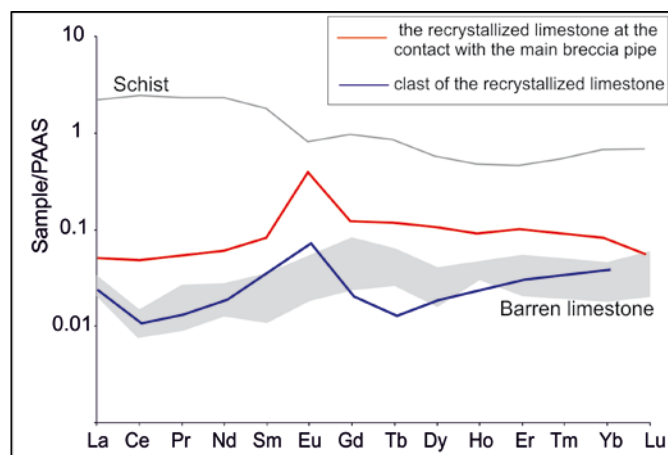 10
1
0.1
0.01
Sample/PAAS
the recrystallized limestone at the
contact with the main breccia pipe
clast of the recrystallized limestone
Schist
Barren limestone
La Ce Pr Nd Sm Eu Gd Tb Dy Ho Er Tm Yb Lu